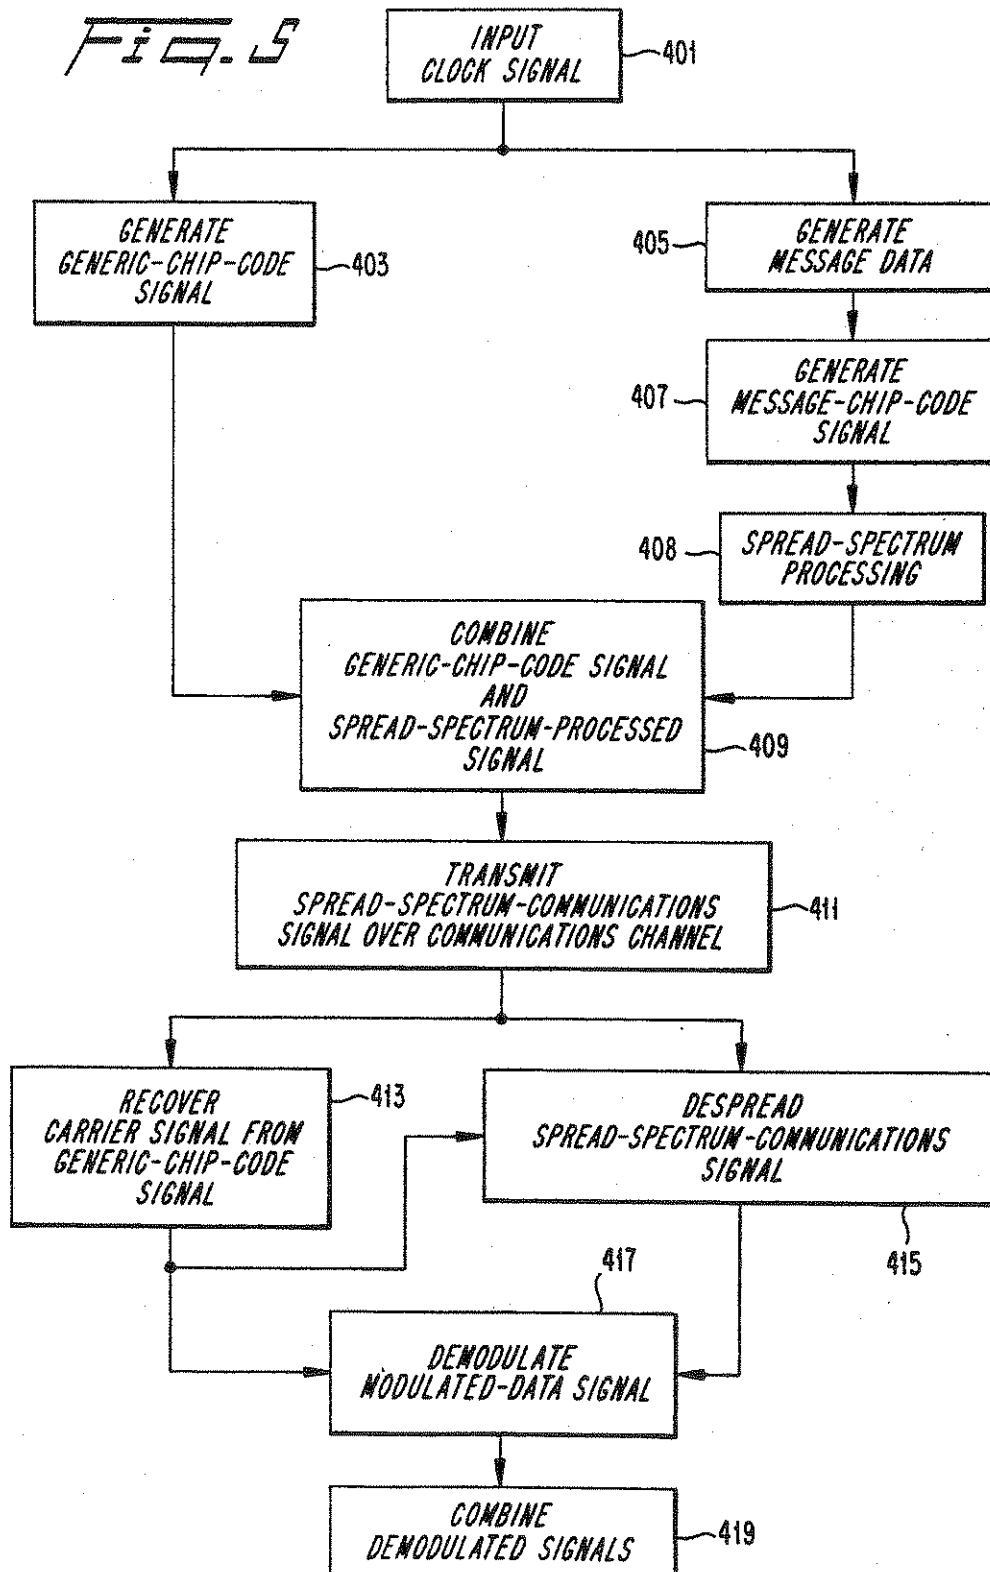 Fig. 5
INPUT
CLOCK SIGNAL
401
GENERATE
GENERIC-CHIP-CODE
SIGNAL
403
405
GENERATE
MESSAGE DATA
407
GENERATE
MESSAGE-CHIP-CODE
SIGNAL
408
SPREAD-SPECTRUM
PROCESSING
COMBINE
GENERIC-CHIP-CODE SIGNAL
AND
SPREAD-SPECTRUM-PROCESSED
SIGNAL
409
TRANSMIT
SPREAD-SPECTRUM-COMMUNICATIONS
SIGNAL OVER COMMUNICATIONS CHANNEL
411
RECOVER
CARRIER SIGNAL FROM
GENERIC-CHIP-CODE
SIGNAL
413
DESPREAD
SPREAD-SPECTRUM-COMMUNICATIONS
SIGNAL
415
417
DEMODULATE
MODULATED-DATA SIGNAL
COMBINE
DEMODULATED SIGNALS
419